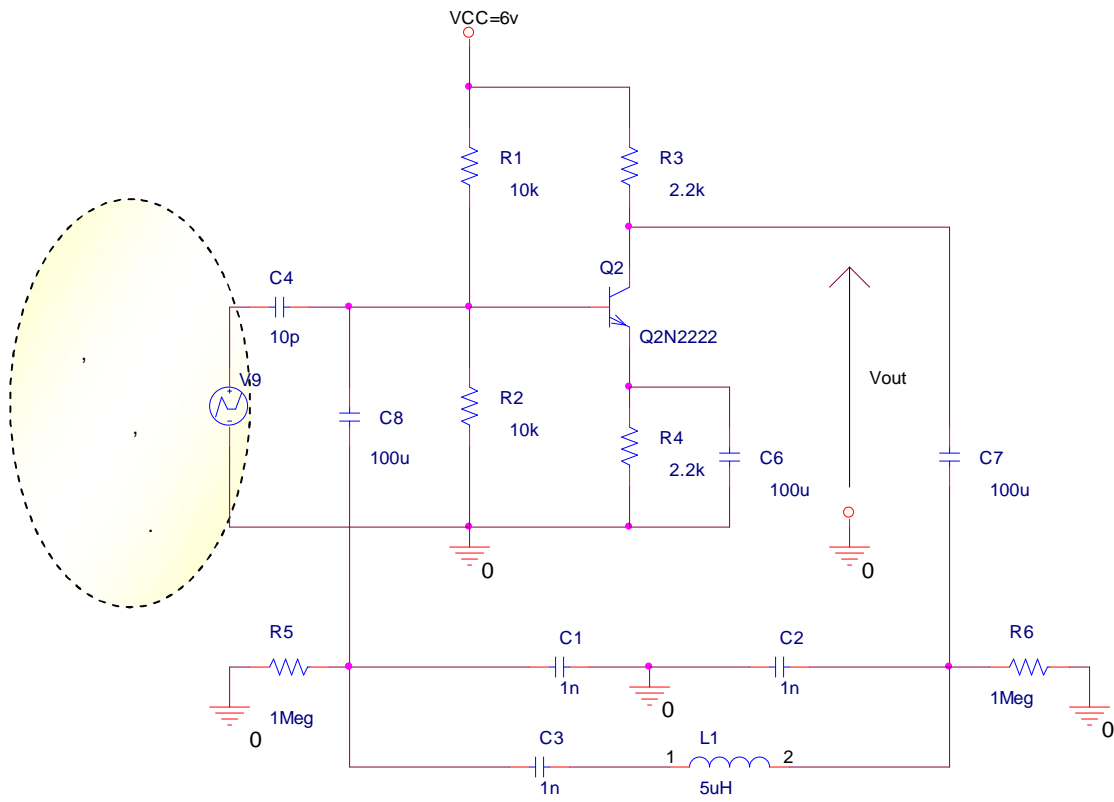 VCC=6v
R1
10k
R3
2.2k
C4
10p
Q2
Q2N2222
V9
+
-
,
,
.
C8
100u
R2
10k
R4
2.2k
C6
100u
Vout
C7
100u
0
0
R5
1Meg
0
C1
1n
0
C2
1n
R6
1Meg
0
C3
1n
L1
1
2
5uH